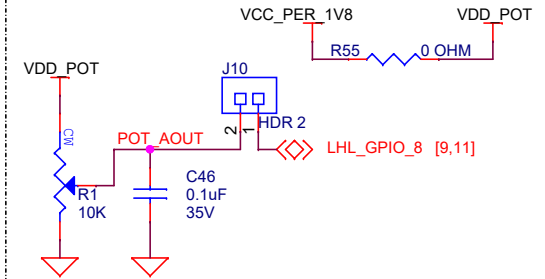 VCC_PER_1V8
VDD_POT
R55
0 OHM
VDD_POT
J10
CW
2
1
HDR 2
POT_AOUT
LHL_GPIO_8 [9,11]
R1
10K
C46
0.1uF
35V